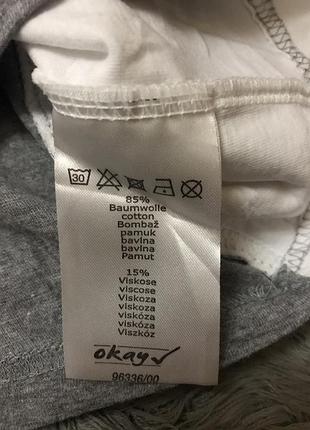 30
85%
Baumwolle
cotton
Bombaž
pamuk
bavlna
bavlna
Pamut
15%
Viskose
viscose
Viskoza
viskoza
viskóza
viskóza
Viszkóz
okay
96336/00